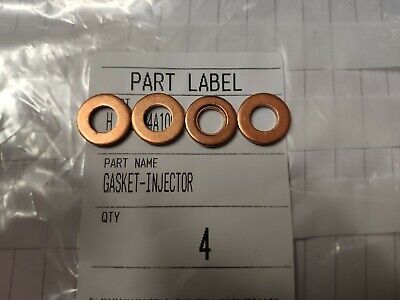 PART LABEL
PART NAME
GASKET-INJECTOR
QTY
4